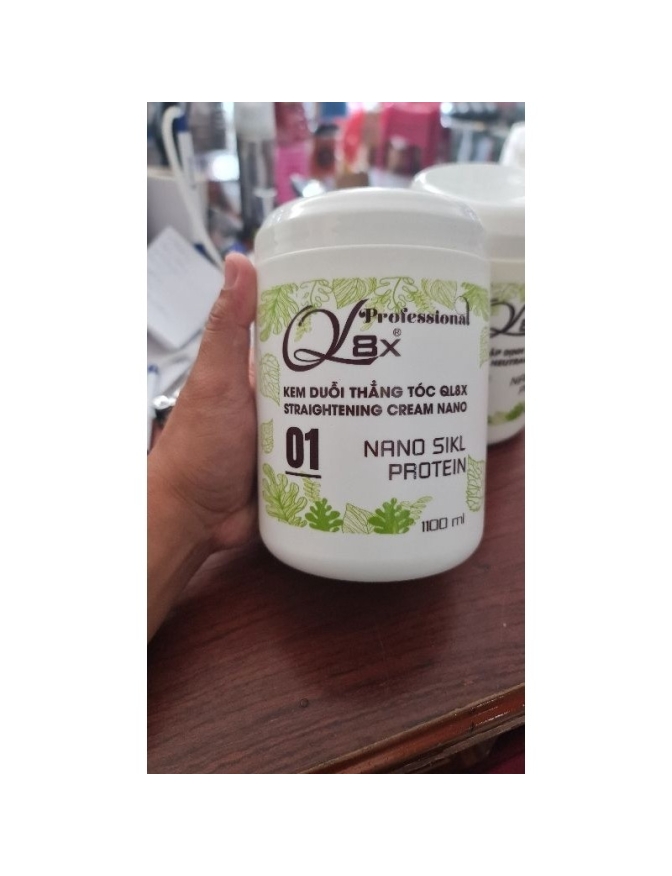 Professional
QL8x®
KEM DUỖI THẲNG TÓC QL8X
STRAIGHTENING CREAM NANO
01
NANO SIKL
PROTEIN
1100 ml